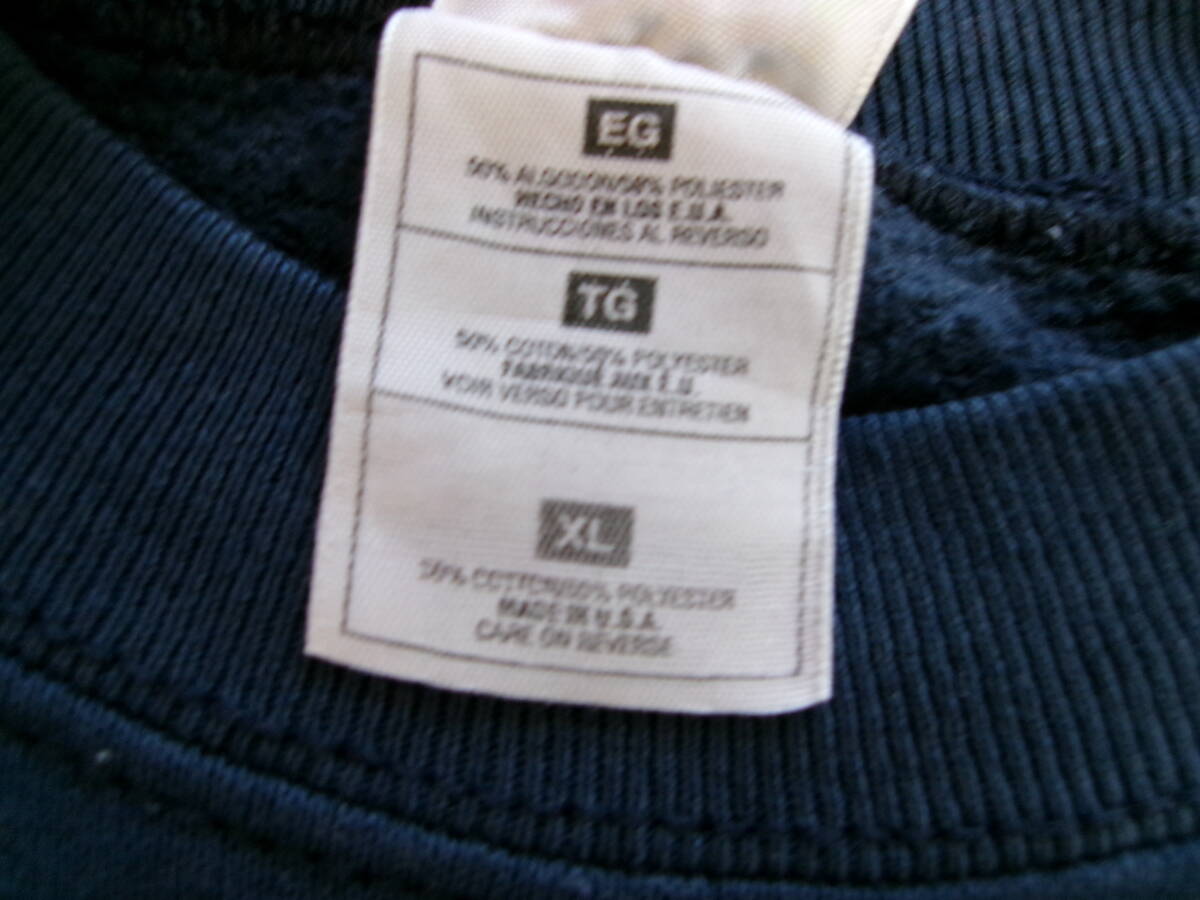 EG
50% ALGODON/50% POLIESTER
HECHO EN LOS E.U.A.
INSTRUCCIONES AL REVERSO
TG
50% COTON/50% POLYESTER
FABRIQUE AUX E.U.
VOIR VERSO POUR ENTRETIEN
XL
50% COTTON/50% POLYESTER
MADE IN U.S.A.
CARE ON REVERSE